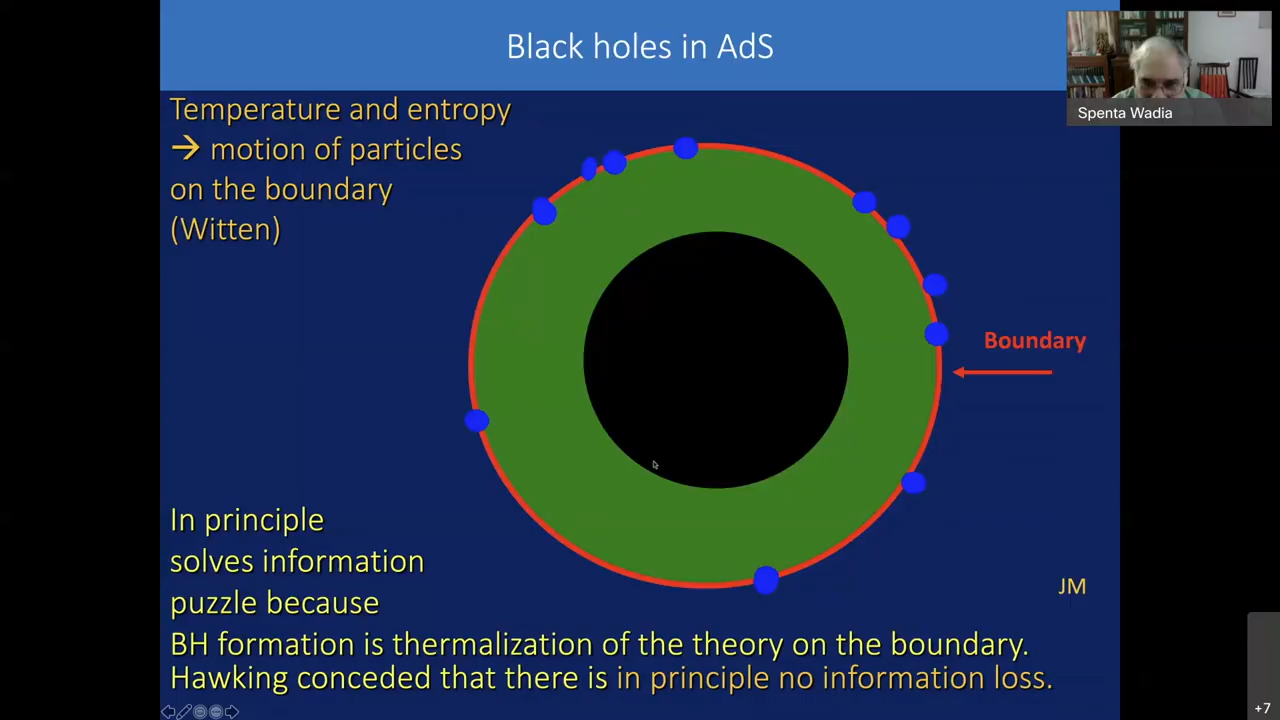 Black holes in AdS
Spenta Wadia
Temperature and entropy
→ motion of particles
on the boundary
(Witten)
Boundary
In principle
solves information
puzzle because
JM
BH formation is thermalization of the theory on the boundary.
Hawking conceded that there is in principle no information loss.
+7